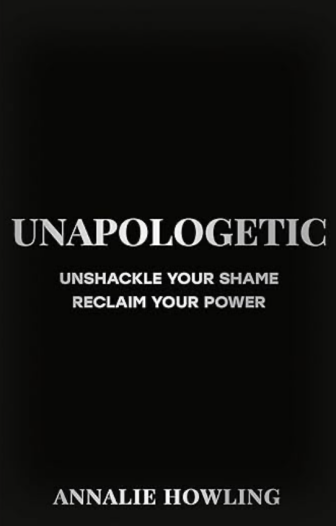 UNAPOLOGETIC
UNSHACKLE YOUR SHAME
RECLAIM YOUR POWER
ANNALIE HOWLING